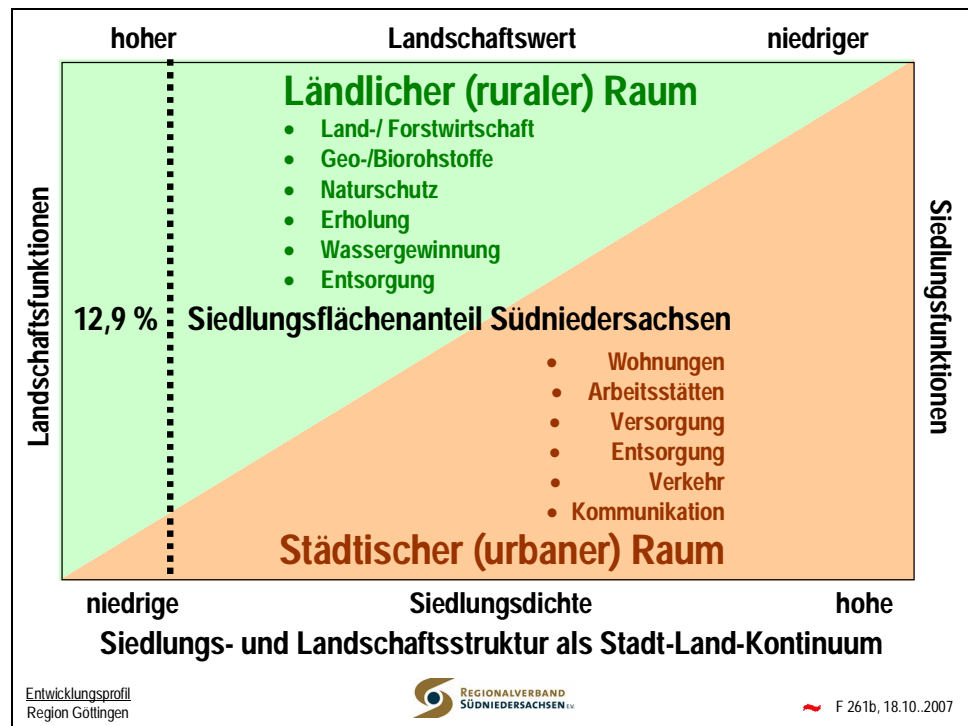 hoher Landschaftswert niedriger
Ländlicher (ruraler) Raum
• Land-/ Forstwirtschaft
• Geo-/Biorohstoffe
• Naturschutz
• Erholung
• Wassergewinnung
• Entsorgung
Landschaftsfunktionen
Siedlungsfunktionen
12,9 % Siedlungsflächenanteil Südniedersachsen
• Wohnungen
• Arbeitsstätten
• Versorgung
• Entsorgung
• Verkehr
• Kommunikation
Städtischer (urbaner) Raum
niedrige Siedlungsdichte hohe
Siedlungs- und Landschaftsstruktur als Stadt-Land-Kontinuum
Entwicklungsprofil
Region Göttingen
REGIONALVERBAND
SÜDNIEDERSACHSEN E.V.
F 261b, 18.10..2007